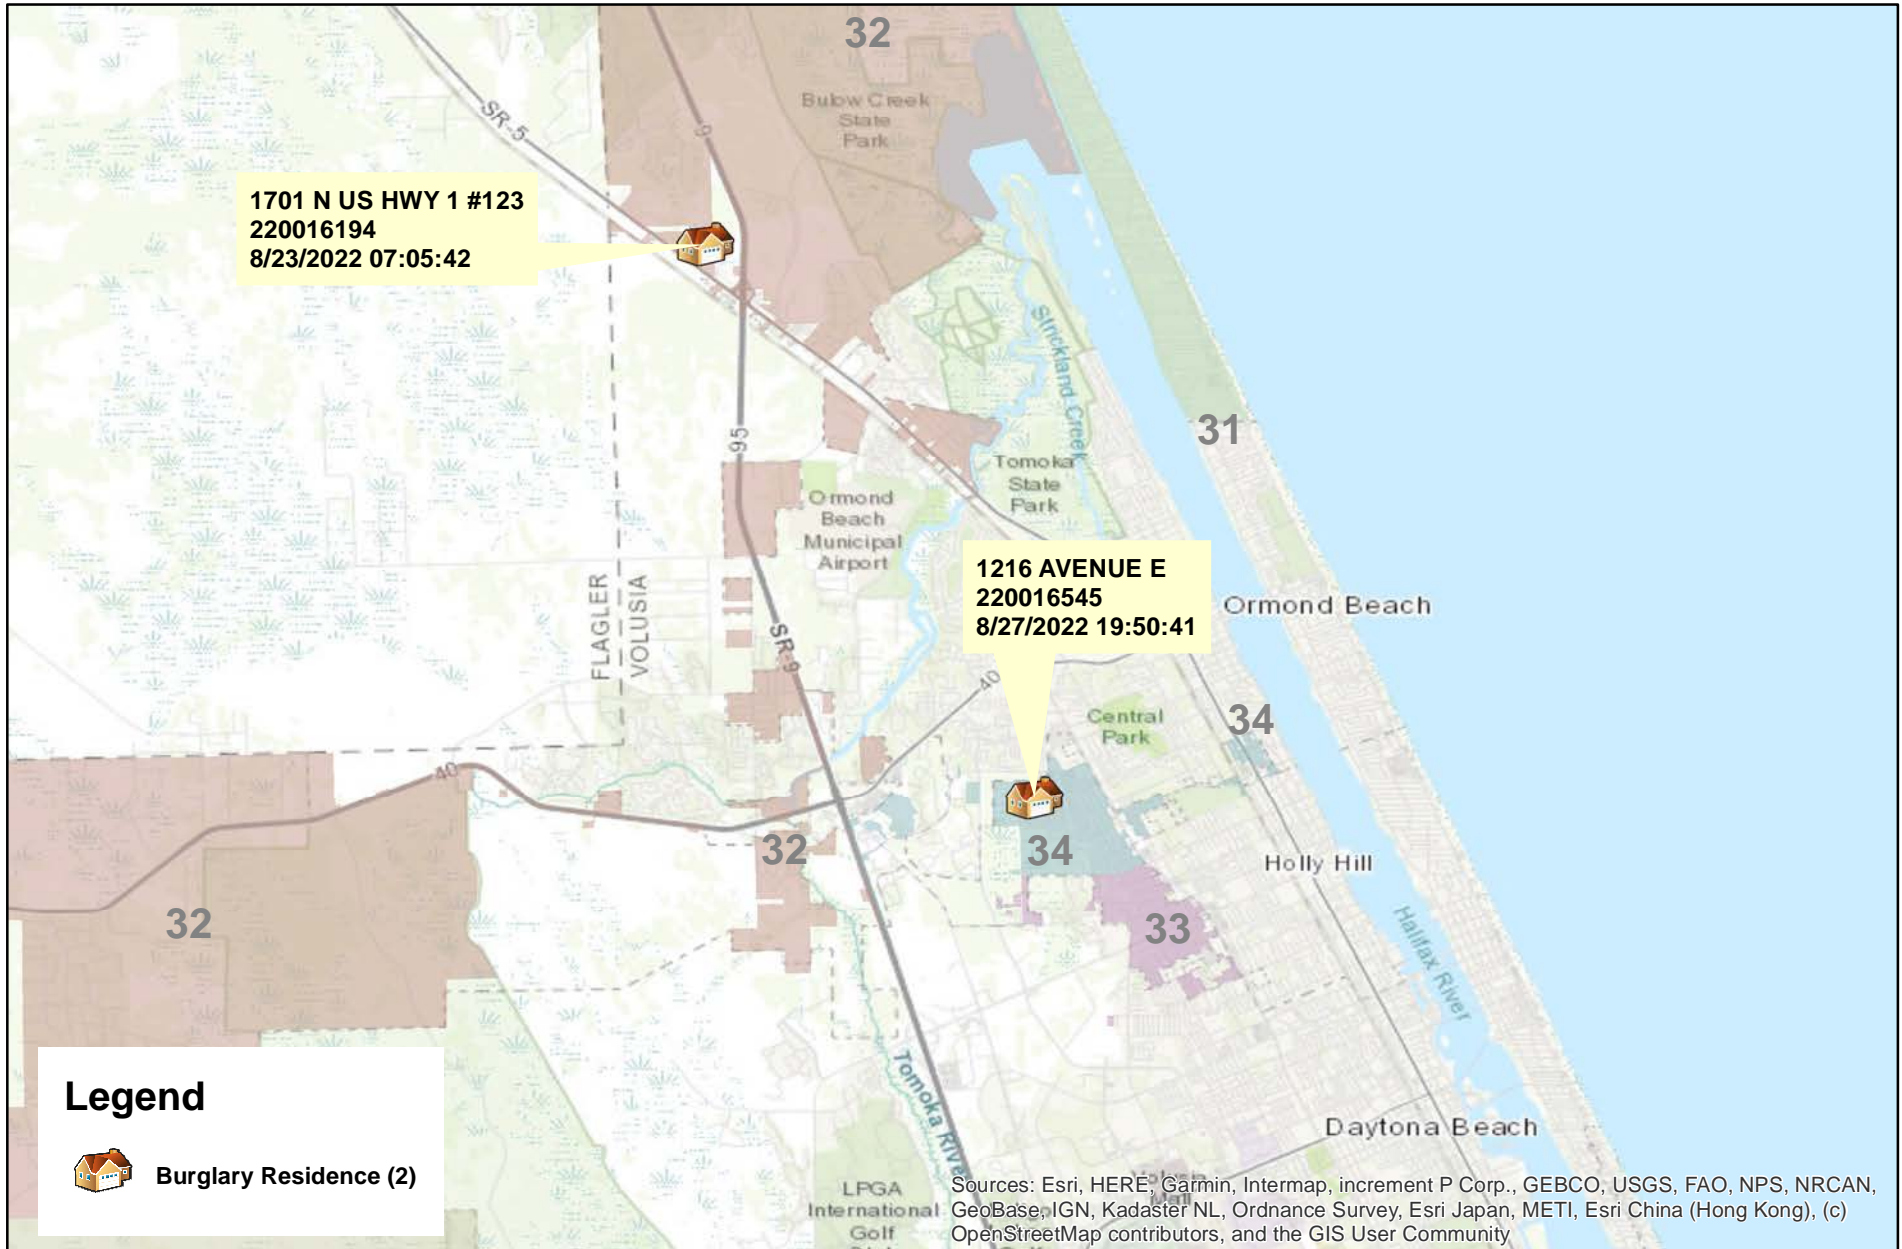 32
Bulow Creek
State
Park
SR-5
9
1701 N US HWY 1 #123
220016194
8/23/2022 07:05:42
Strickland Creek
31
95
Tomoka
State
Park
Ormond
Beach
Municipal
Airport
1216 AVENUE E
220016545
8/27/2022 19:50:41
Ormond Beach
FLAGLER
VOLUSIA
SR-9
40
Central
Park
34
40
32
34
Holly Hill
32
33
Halifax River
Tomoka River
Legend
Burglary Residence (2)
Daytona Beach
LPGA
International
Golf
Volusia
Mall
Sources: Esri, HERE, Garmin, Intermap, increment P Corp., GEBCO, USGS, FAO, NPS, NRCAN,
GeoBase, IGN, Kadaster NL, Ordnance Survey, Esri Japan, METI, Esri China (Hong Kong), (c)
OpenStreetMap contributors, and the GIS User Community